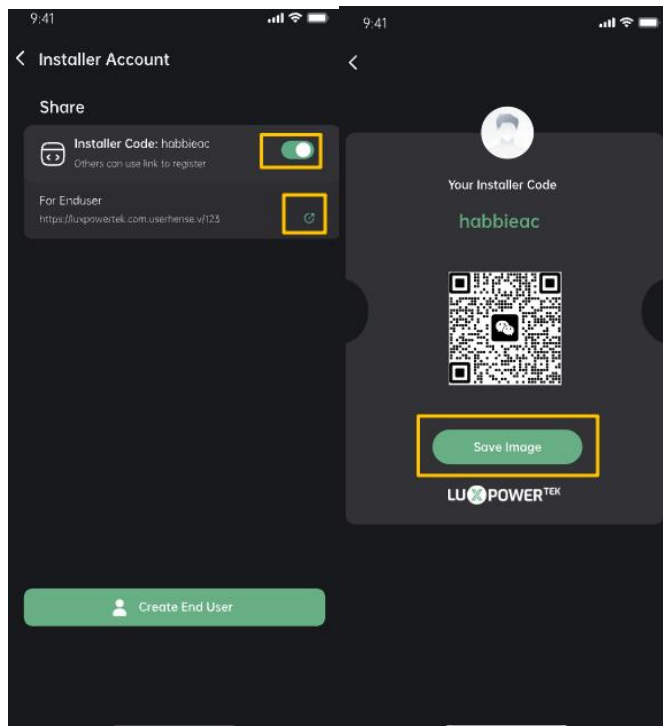 9:41
Installer Account
Share
Installer Code: habbieac
Others can use link to register
For Enduser
https://luxpowertek.com.userhense.v/123
Create End User
9:41
Your Installer Code
habbieac
Save Image
LUXPOWERTEK